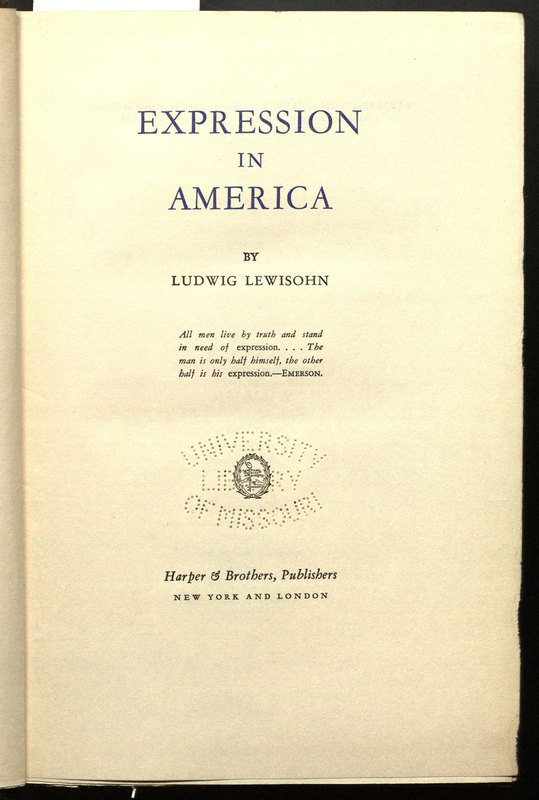 EXPRESSION
IN
AMERICA
BY
LUDWIG LEWISOHN
All men live by truth and stand
in need of expression. . . . The
man is only half himself, the other
half is his expression.—EMERSON.
UNIVERSITY
LIBRARY
OF MISSOURI
Harper & Brothers, Publishers
NEW YORK AND LONDON